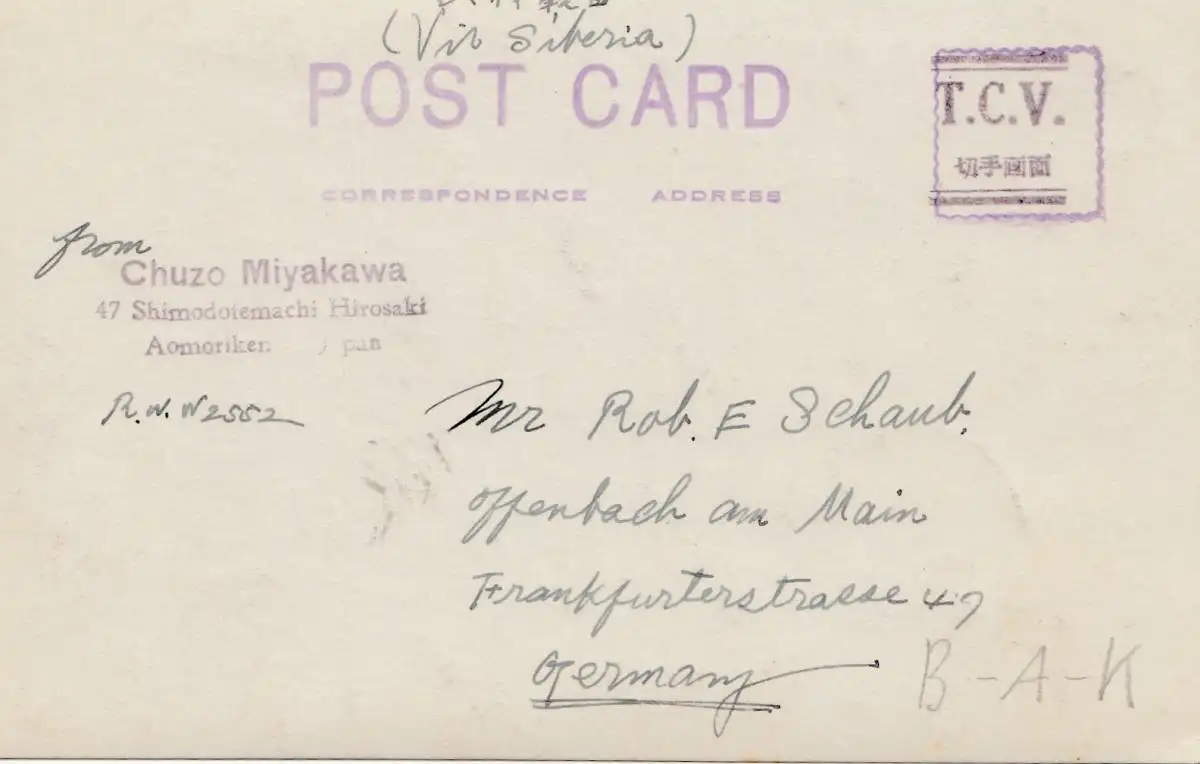 (Via Siberia)
POST CARD
T.C.V.
切手画面
CORRESPONDENCE ADDRESS
from
Chuzo Miyakawa
47 Shimodotemachi Hirosaki
Aomoriken pan
R.W.N2552
Mr Rob. E Schaub.
Offenbach am Main
Frankfurterstrasse 47
Germany
B-A-K